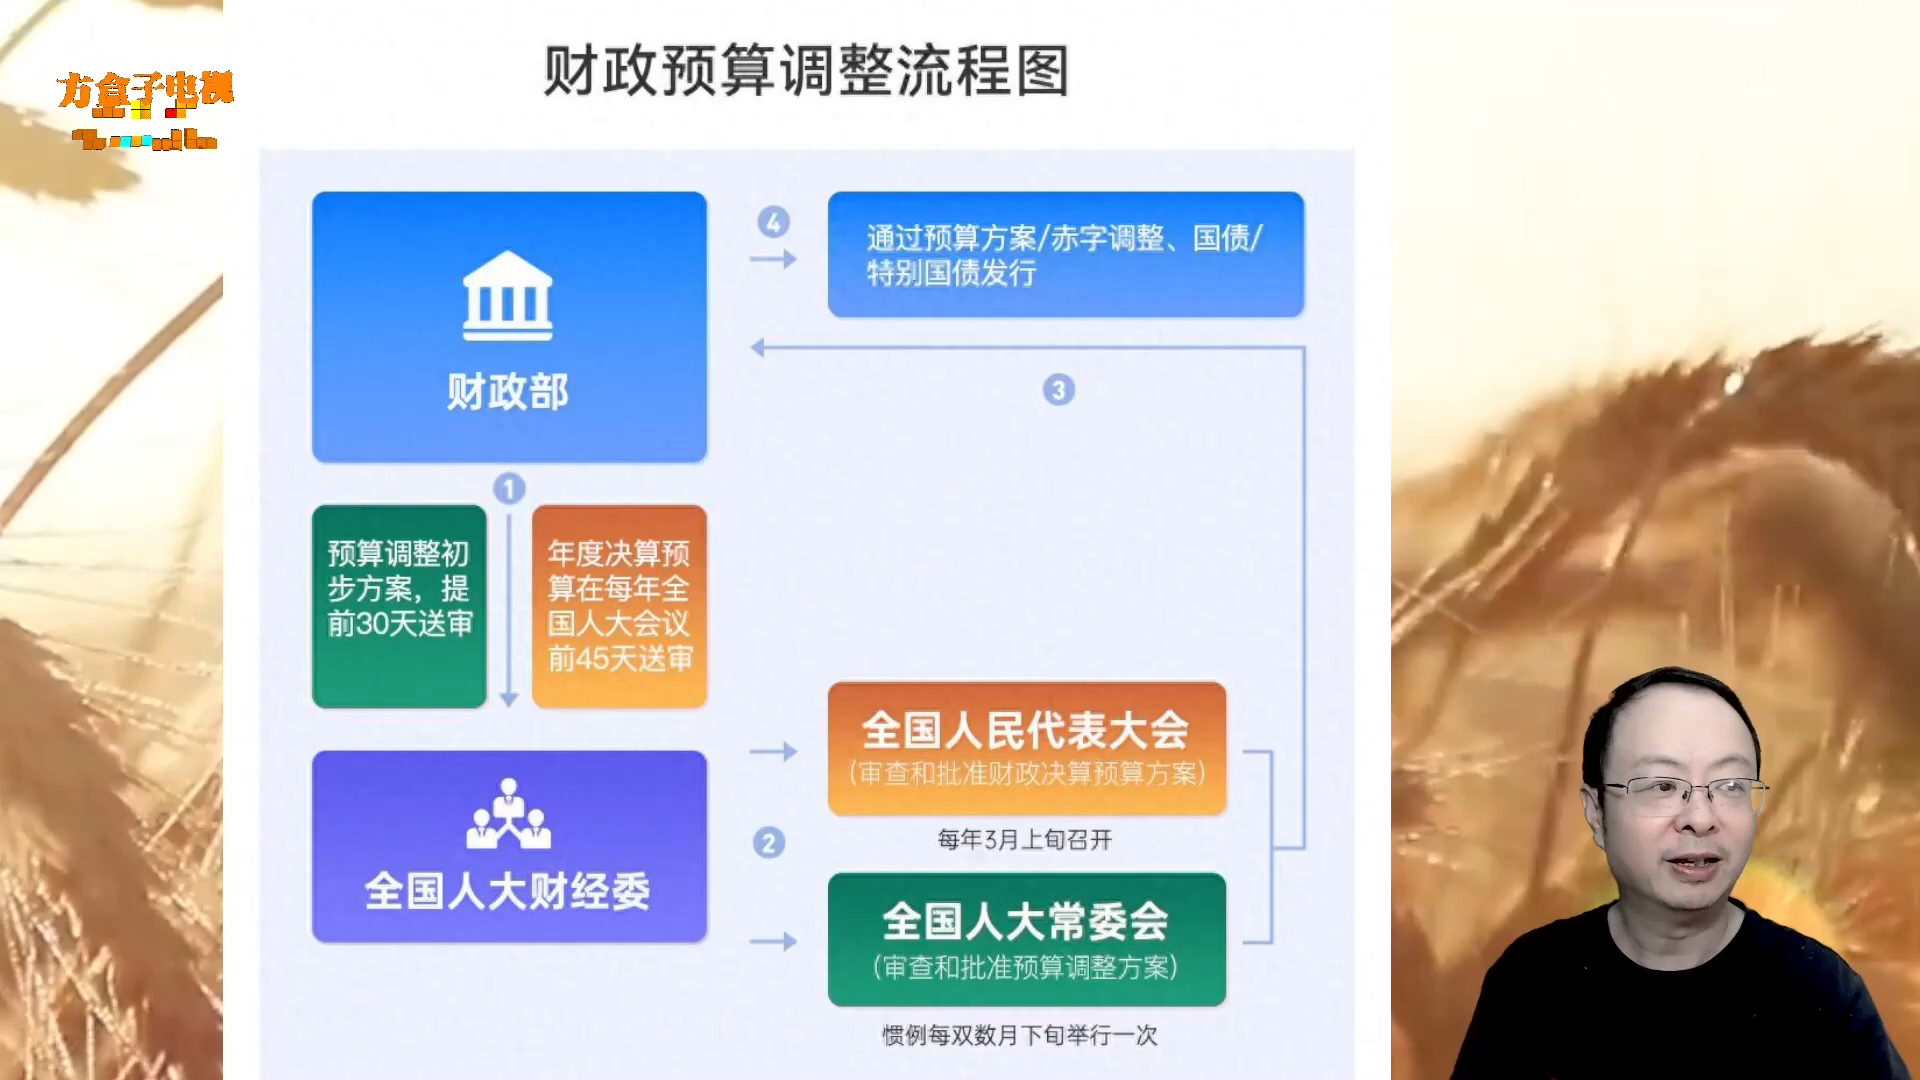 财政预算调整流程图
方盒子电视
财政部
4
通过预算方案/赤字调整、国债/
特别国债发行
3
1
预算调整初
步方案，提
前30天送审
年度决算预
算在每年全
国人大会议
前45天送审
全国人大财经委
2
全国人民代表大会
(审查和批准财政决算预算方案)
每年3月上旬召开
全国人大常委会
(审查和批准预算调整方案)
惯例每双数月下旬举行一次